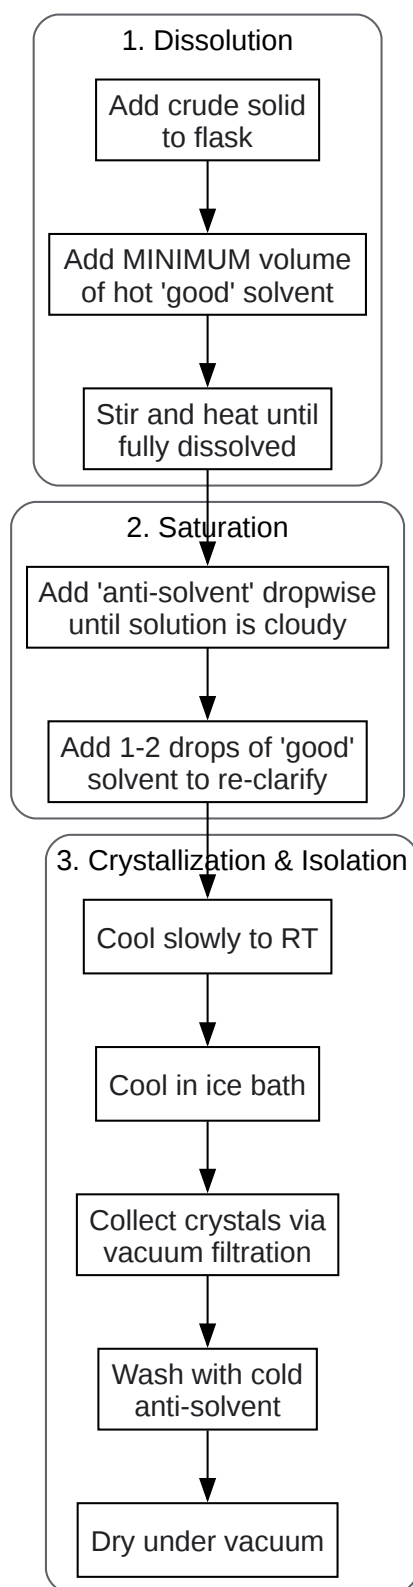 1. Dissolution
Add crude solid
to flask
Add MINIMUM volume
of hot 'good' solvent
Stir and heat until
fully dissolved
2. Saturation
Add 'anti-solvent' dropwise
until solution is cloudy
Add 1-2 drops of 'good'
solvent to re-clarify
3. Crystallization & Isolation
Cool slowly to RT
Cool in ice bath
Collect crystals via
vacuum filtration
Wash with cold
anti-solvent
Dry under vacuum